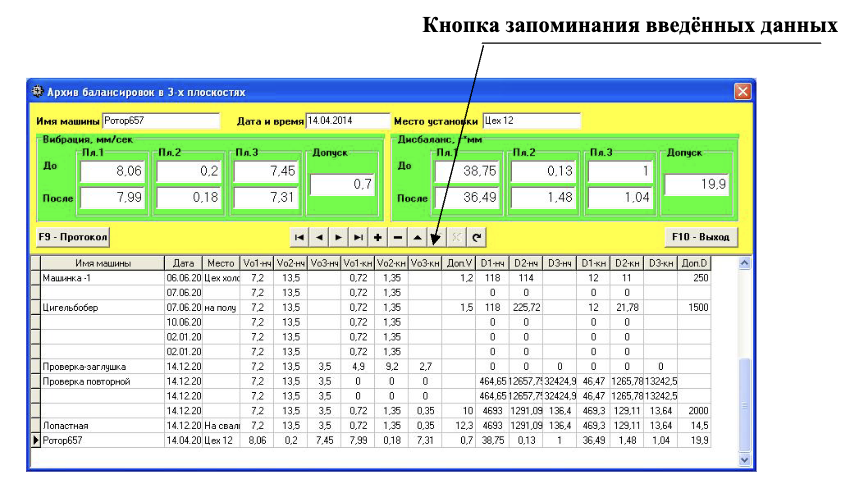 Кнопка запоминания введённых данных
Архив балансировок в 3-х плоскостях
Имя машины Ротор657 Дата и время 14.04.2014 Место установки Цех 12
Вибрация, мм/сек Дисбаланс, г*мм
Пл.1 Пл.2 Пл.3 Допуск Пл.1 Пл.2 Пл.3 Допуск
До 8,06 0,2 7,45 0,7 До 38,75 0,13 1 19,9
После 7,99 0,18 7,31 После 36,49 1,48 1,04
F9 - Протокол F10 - Выход
Имя машины Дата Место Vo1-нч Vo2-нч Vo3-нч Vo1-кн Vo2-кн Vo3-кн Доп.V D1-нч D2-нч D3-нч D1-кн D2-кн D3-кн Доп.D
Машинка -1 06.06.20 Цех холо 7,2 13,5 0,72 1,35 1,2 118 114 12 11 250
07.06.20 7,2 13,5 0,72 1,35 0 0 0 0
Цигельбобер 07.06.20 на полу 7,2 13,5 0,72 1,35 1,5 118 225,72 12 21,78 1500
10.06.20 7,2 13,5 0,72 1,35 0 0 0 0
02.01.20 7,2 13,5 0,72 1,35 0 0 0 0
02.01.20 7,2 13,5 0,72 1,35 0 0 0 0
Проверка-заглушка 14.12.20 7,2 13,5 3,5 4,9 9,2 2,7 0 0 0 0 0 0
Проверка повторной 14.12.20 7,2 13,5 3,5 0 0 0 464,65 12657,75 32424,9 46,47 1265,78 13242,5
14.12.20 7,2 13,5 3,5 0 0 0 464,65 12657,75 32424,9 46,47 1265,78 13242,5
14.12.20 7,2 13,5 3,5 0,72 1,35 0,35 10 4693 1291,09 136,4 469,3 129,11 13,64 2000
Лопастная 14.12.20 На свал 7,2 13,5 3,5 0,72 1,35 0,35 12,3 4693 1291,09 136,4 469,3 129,11 13,64 14,5
Ротор657 14.04.20 Цех 12 8,06 0,2 7,45 7,99 0,18 7,31 0,7 38,75 0,13 1 36,49 1,48 1,04 19,9